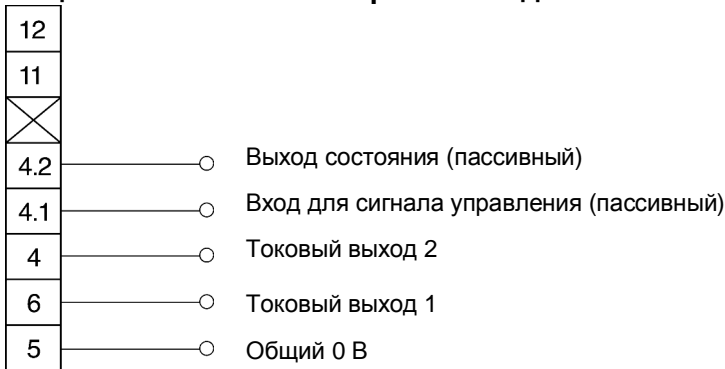 12
11
4.2 Выход состояния (пассивный)
4.1 Вход для сигнала управления (пассивный)
4 Токовый выход 2
6 Токовый выход 1
5 Общий 0 В